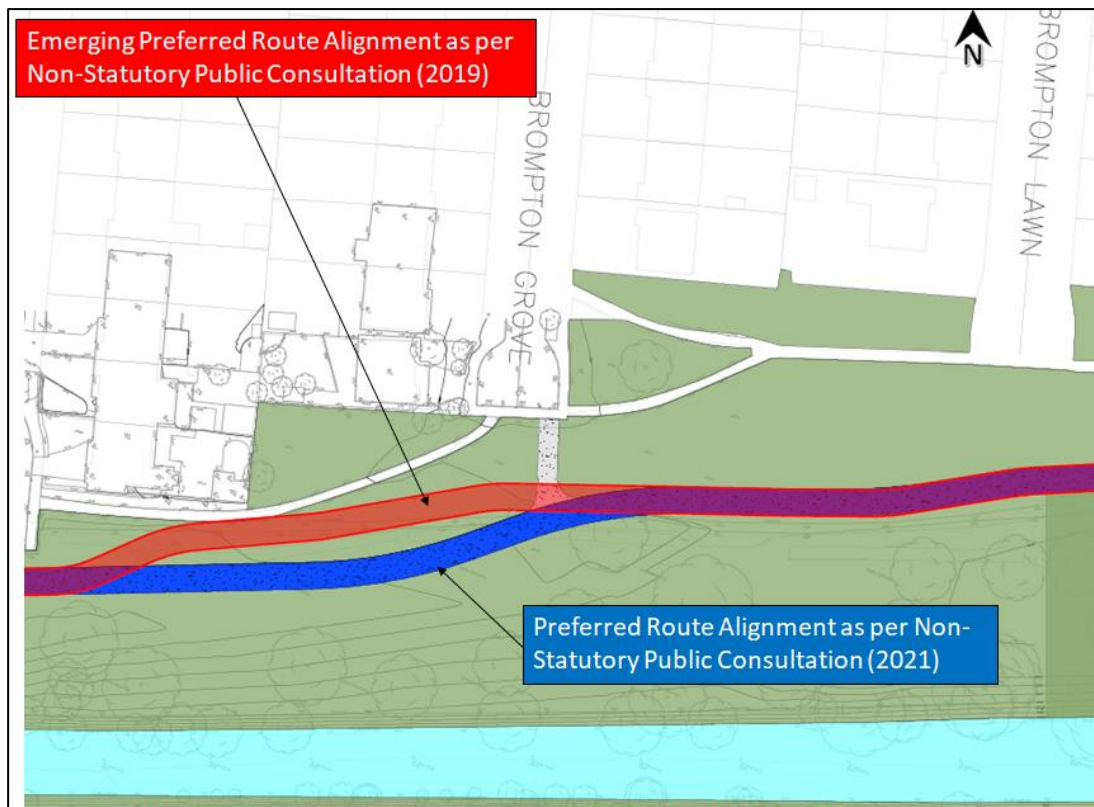 Emerging Preferred Route Alignment as per
Non-Statutory Public Consultation (2019)
N
BROMPTON GROVE
BROMPTON LAWN
Preferred Route Alignment as per Non-
Statutory Public Consultation (2021)